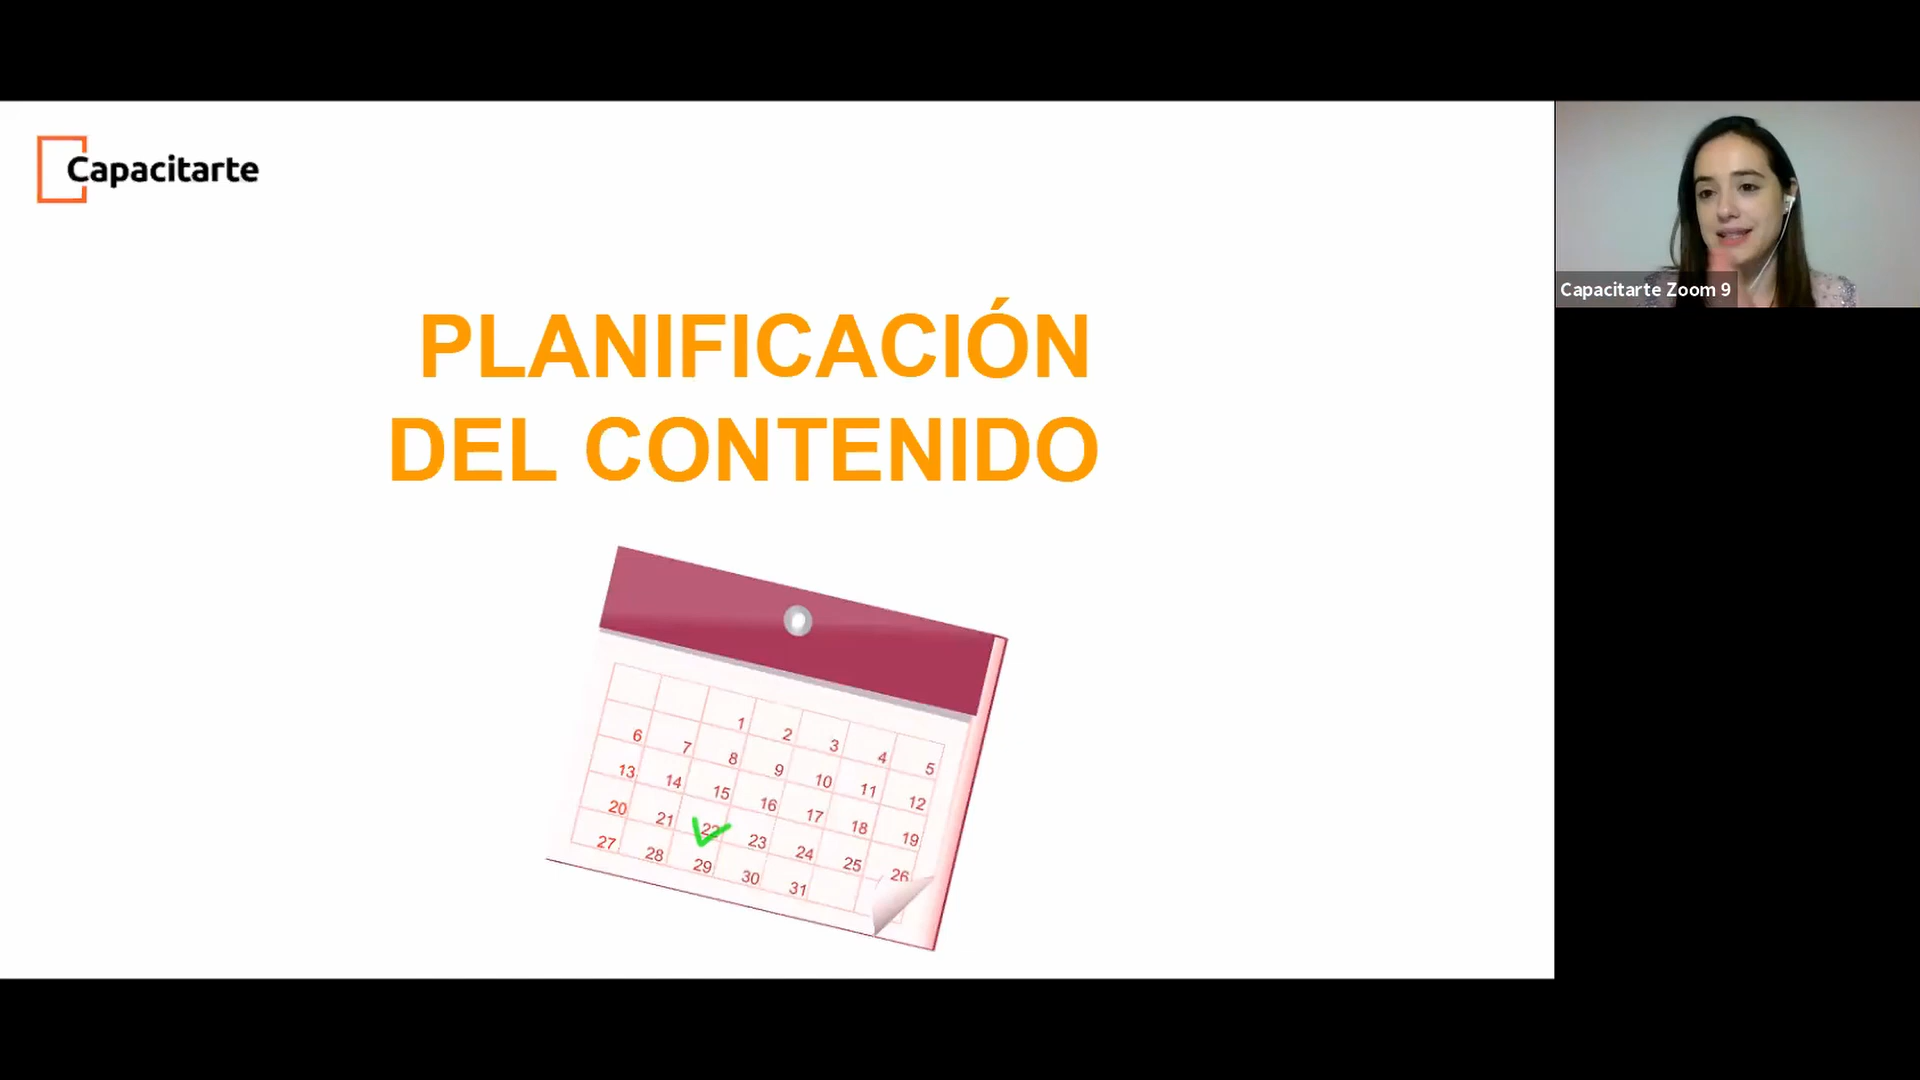 Capacitarte
PLANIFICACIÓN
DEL CONTENIDO
1 2 3 4 5
6 7 8 9 10 11 12
13 14 15 16 17 18 19
20 21 22 23 24 25 26
27 28 29 30 31
Capacitarte Zoom 9